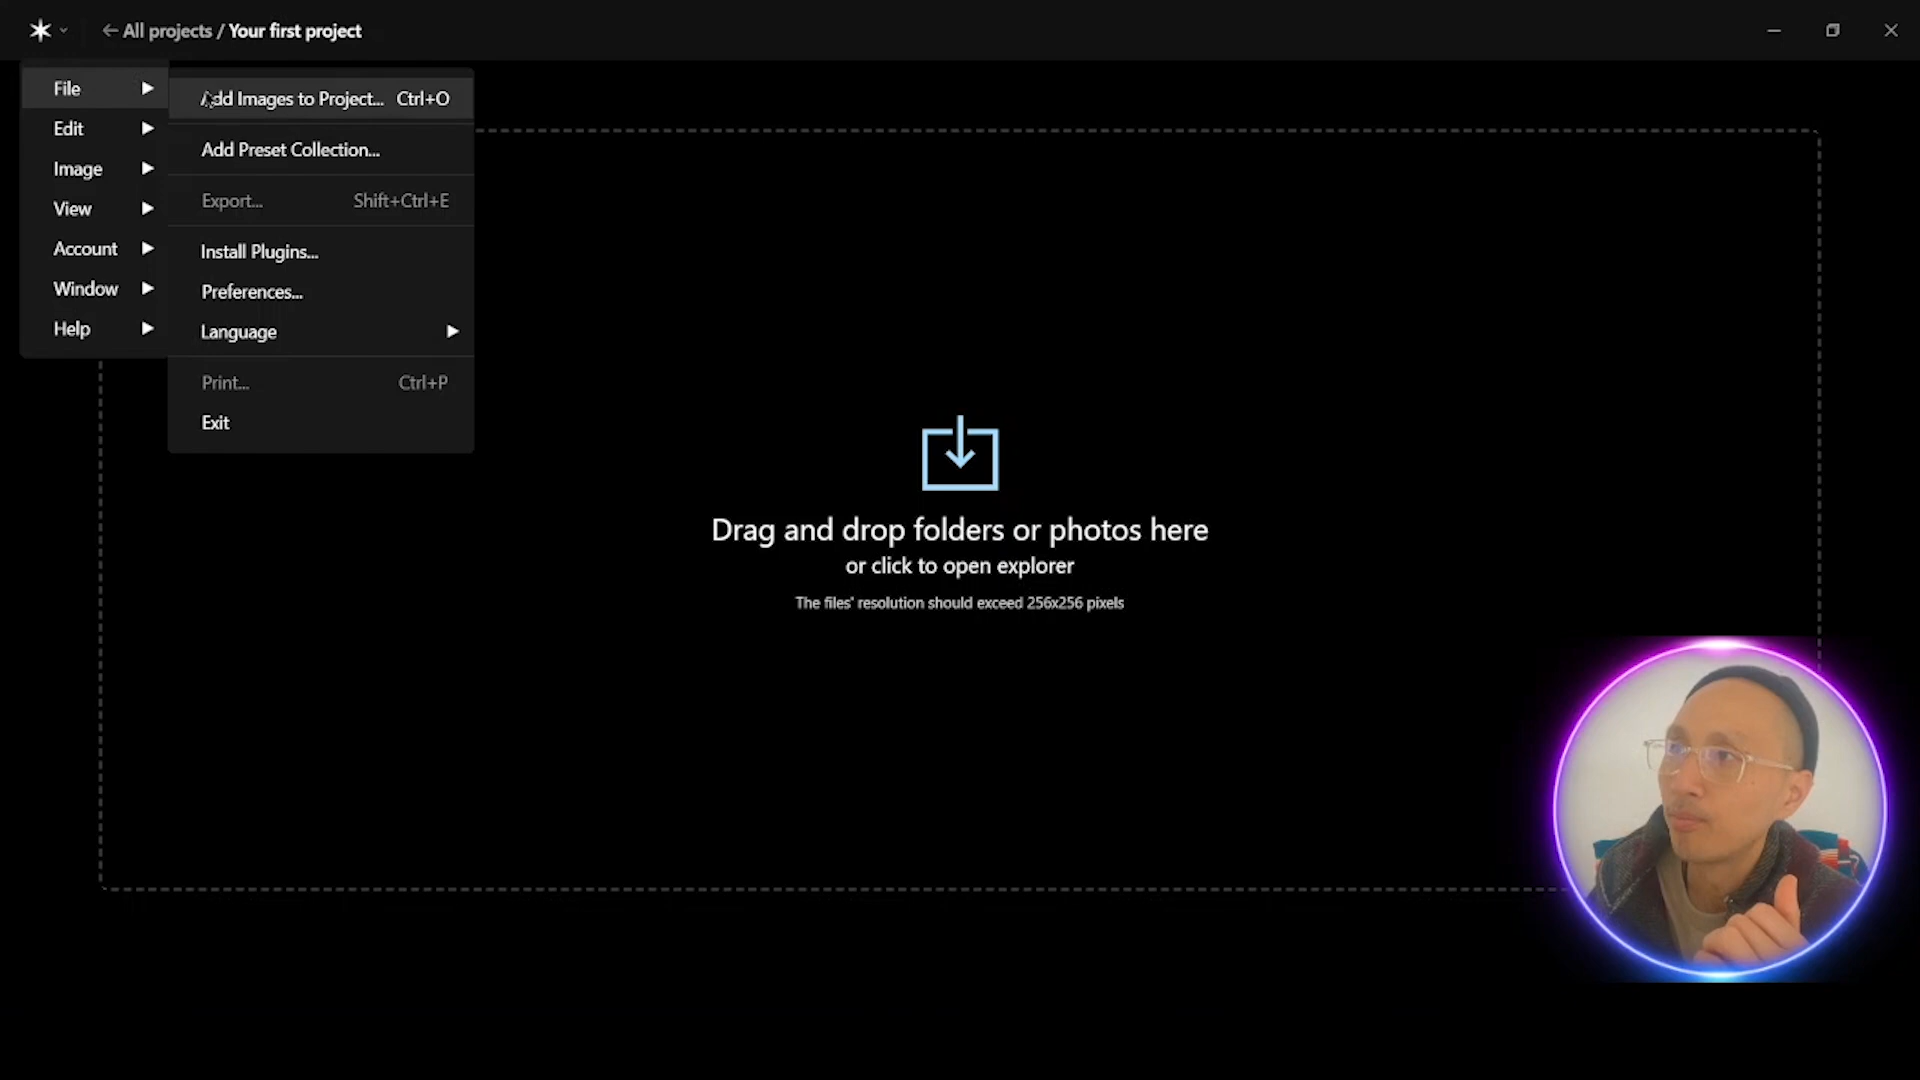 All projects / Your first project
File
Edit
Image
View
Account
Window
Help
Add Images to Project... Ctrl+O
Add Preset Collection...
Export... Shift+Ctrl+E
Install Plugins...
Preferences...
Language
Print... Ctrl+P
Exit
Drag and drop folders or photos here
or click to open explorer
The files' resolution should exceed 256x256 pixels